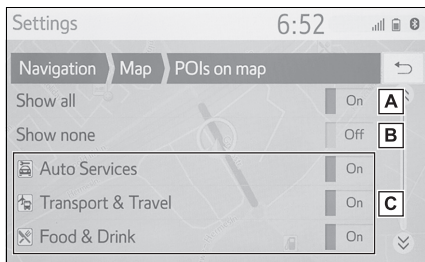 Settings 6:52
Navigation Map POIs on map
Show all On A
Show none Off B
Auto Services On
Transport & Travel On C
Food & Drink On